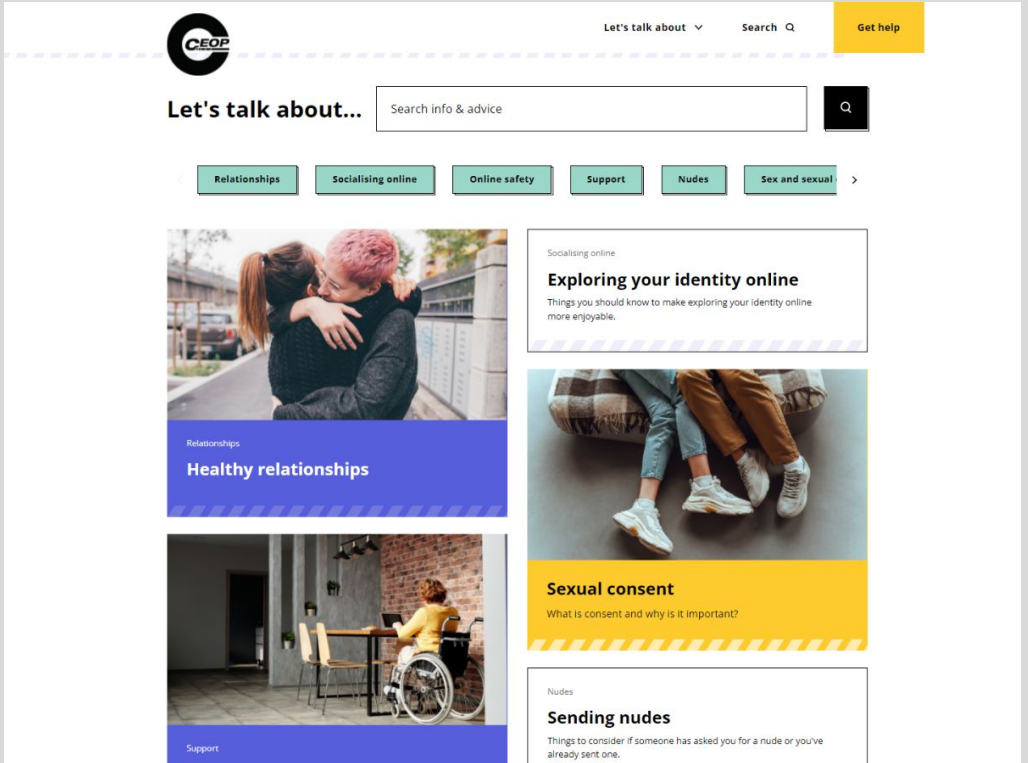 CEOP
Let's talk about
Search
Get help
Let's talk about...
Search info & advice
Relationships
Socialising online
Online safety
Support
Nudes
Sex and sexual
Relationships
Healthy relationships
Support
Socialising online
Exploring your identity online
Things you should know to make exploring your identity online
more enjoyable.
Sexual consent
What is consent and why is it important?
Nudes
Sending nudes
Things to consider if someone has asked you for a nude or you've
already sent one.